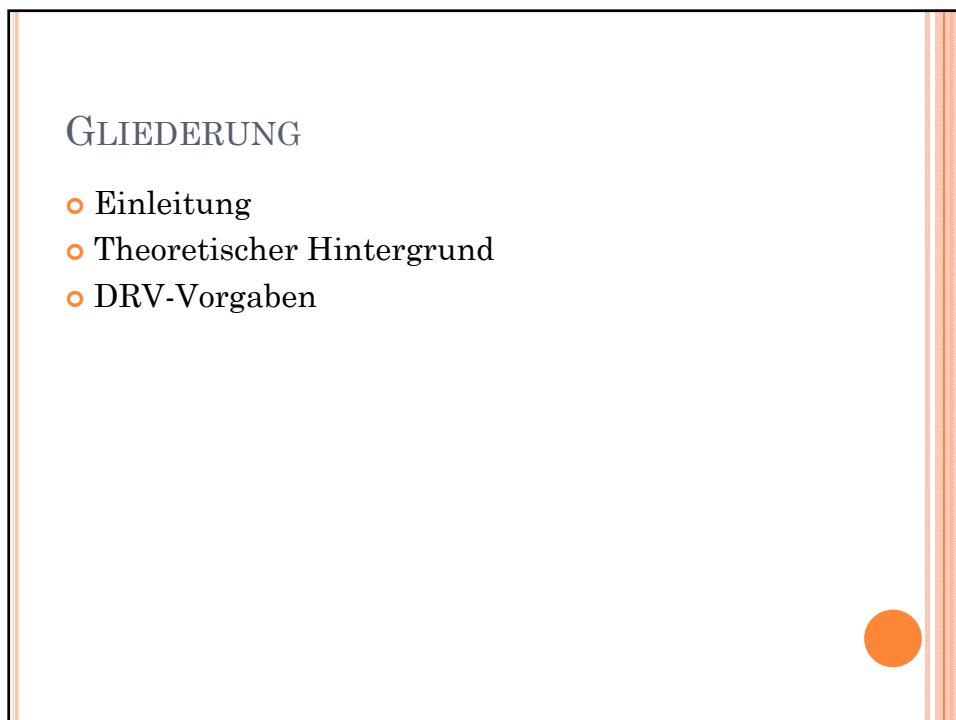 GLIEDERUNG
Einleitung
Theoretischer Hintergrund
DRV-Vorgaben